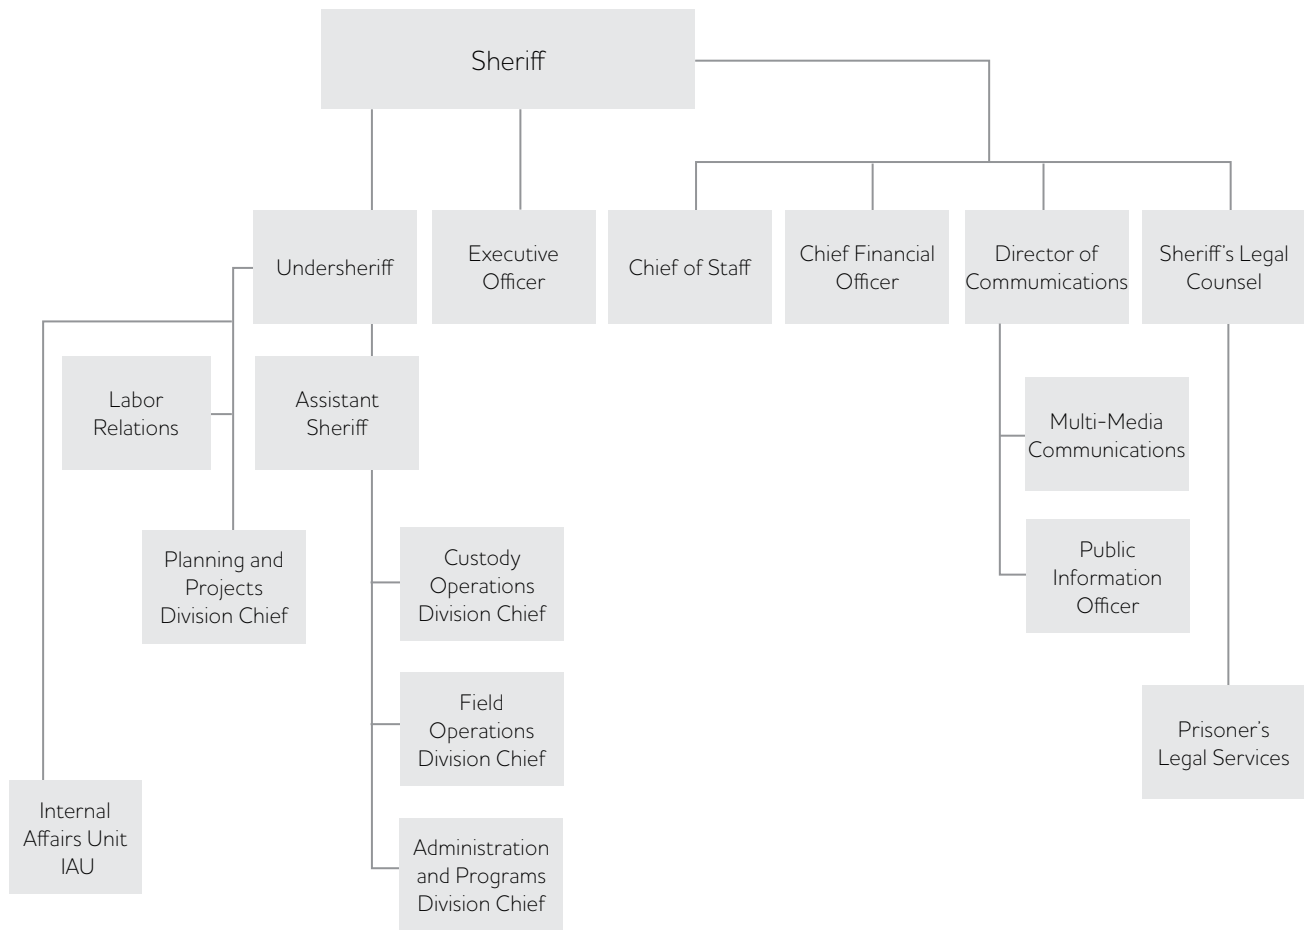 Sheriff
Undersheriff
Executive
Officer
Chief of Staff
Chief Financial
Officer
Director of
Commumications
Sheriff's Legal
Counsel
Labor
Relations
Assistant
Sheriff
Multi-Media
Communications
Planning and
Projects
Division Chief
Custody
Operations
Division Chief
Public
Information
Officer
Field
Operations
Division Chief
Prisoner's
Legal Services
Internal
Affairs Unit
IAU
Administration
and Programs
Division Chief